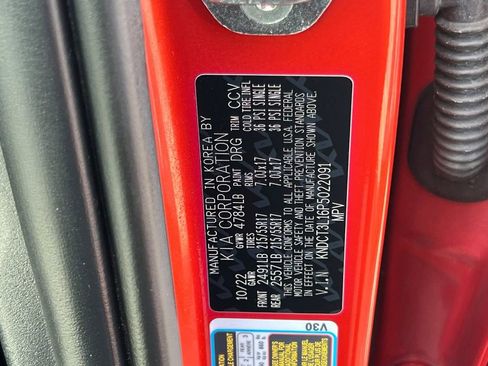 MANUFACTURED IN KOREA BY
KIA CORPORATION
10/22 GVWR 4784LB PAINT DRG TRIM CCV
GAWR TIRES RIMS COLD TIRE INFL
FRONT 2491LB 215/55R17 7.0Jx17 36 PSI SINGLE
REAR 2557LB 215/55R17 7.0Jx17 36 PSI SINGLE
THIS VEHICLE CONFORMS TO ALL APPLICABLE U.S.A. FEDERAL
MOTOR VEHICLE SAFETY AND THEFT PREVENTION STANDARDS
IN EFFECT ON THE DATE OF MANUFACTURE SHOWN ABOVE.
V.I.N KNDCT3L16P5022091
MPV
V30